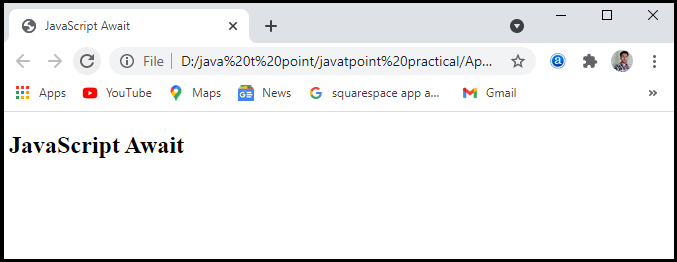 JavaScript Await
File D:/java%20t%20point/javatpoint%20practical/Ap...
Apps YouTube Maps News squarespace app a... Gmail
JavaScript Await